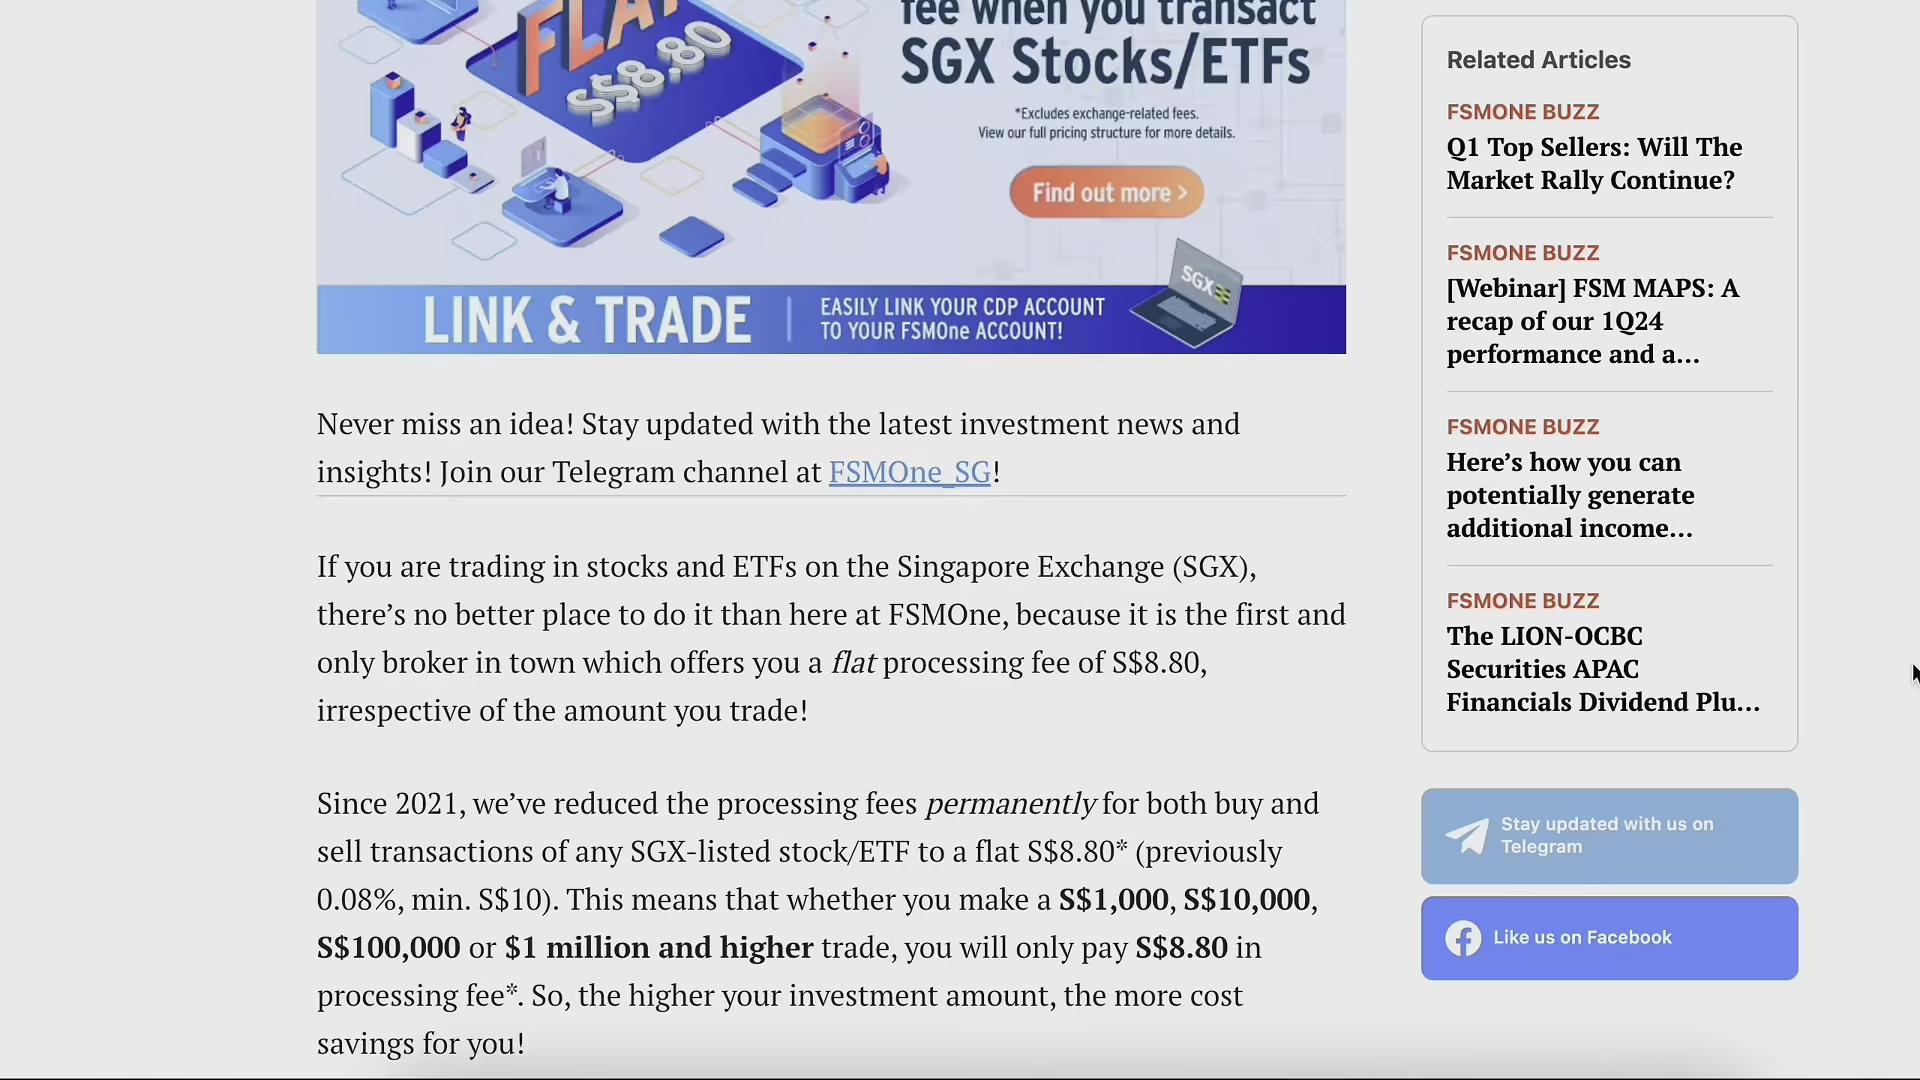 FLAT
S$8.80
fee when you transact
SGX Stocks/ETFs
*Excludes exchange-related fees.
View our full pricing structure for more details.
Find out more >
SGX
LINK & TRADE
EASILY LINK YOUR CDP ACCOUNT
TO YOUR FSMOne ACCOUNT!
Never miss an idea! Stay updated with the latest investment news and
insights! Join our Telegram channel at FSMOne_SG!
If you are trading in stocks and ETFs on the Singapore Exchange (SGX),
there’s no better place to do it than here at FSMOne, because it is the first and
only broker in town which offers you a flat processing fee of S$8.80,
irrespective of the amount you trade!
Since 2021, we’ve reduced the processing fees permanently for both buy and
sell transactions of any SGX-listed stock/ETF to a flat S$8.80* (previously
0.08%, min. S$10). This means that whether you make a S$1,000, S$10,000,
S$100,000 or $1 million and higher trade, you will only pay S$8.80 in
processing fee*. So, the higher your investment amount, the more cost
savings for you!
Related Articles
FSMONE BUZZ
Q1 Top Sellers: Will The
Market Rally Continue?
FSMONE BUZZ
[Webinar] FSM MAPS: A
recap of our 1Q24
performance and a...
FSMONE BUZZ
Here’s how you can
potentially generate
additional income...
FSMONE BUZZ
The LION-OCBC
Securities APAC
Financials Dividend Plu...
Stay updated with us on
Telegram
Like us on Facebook